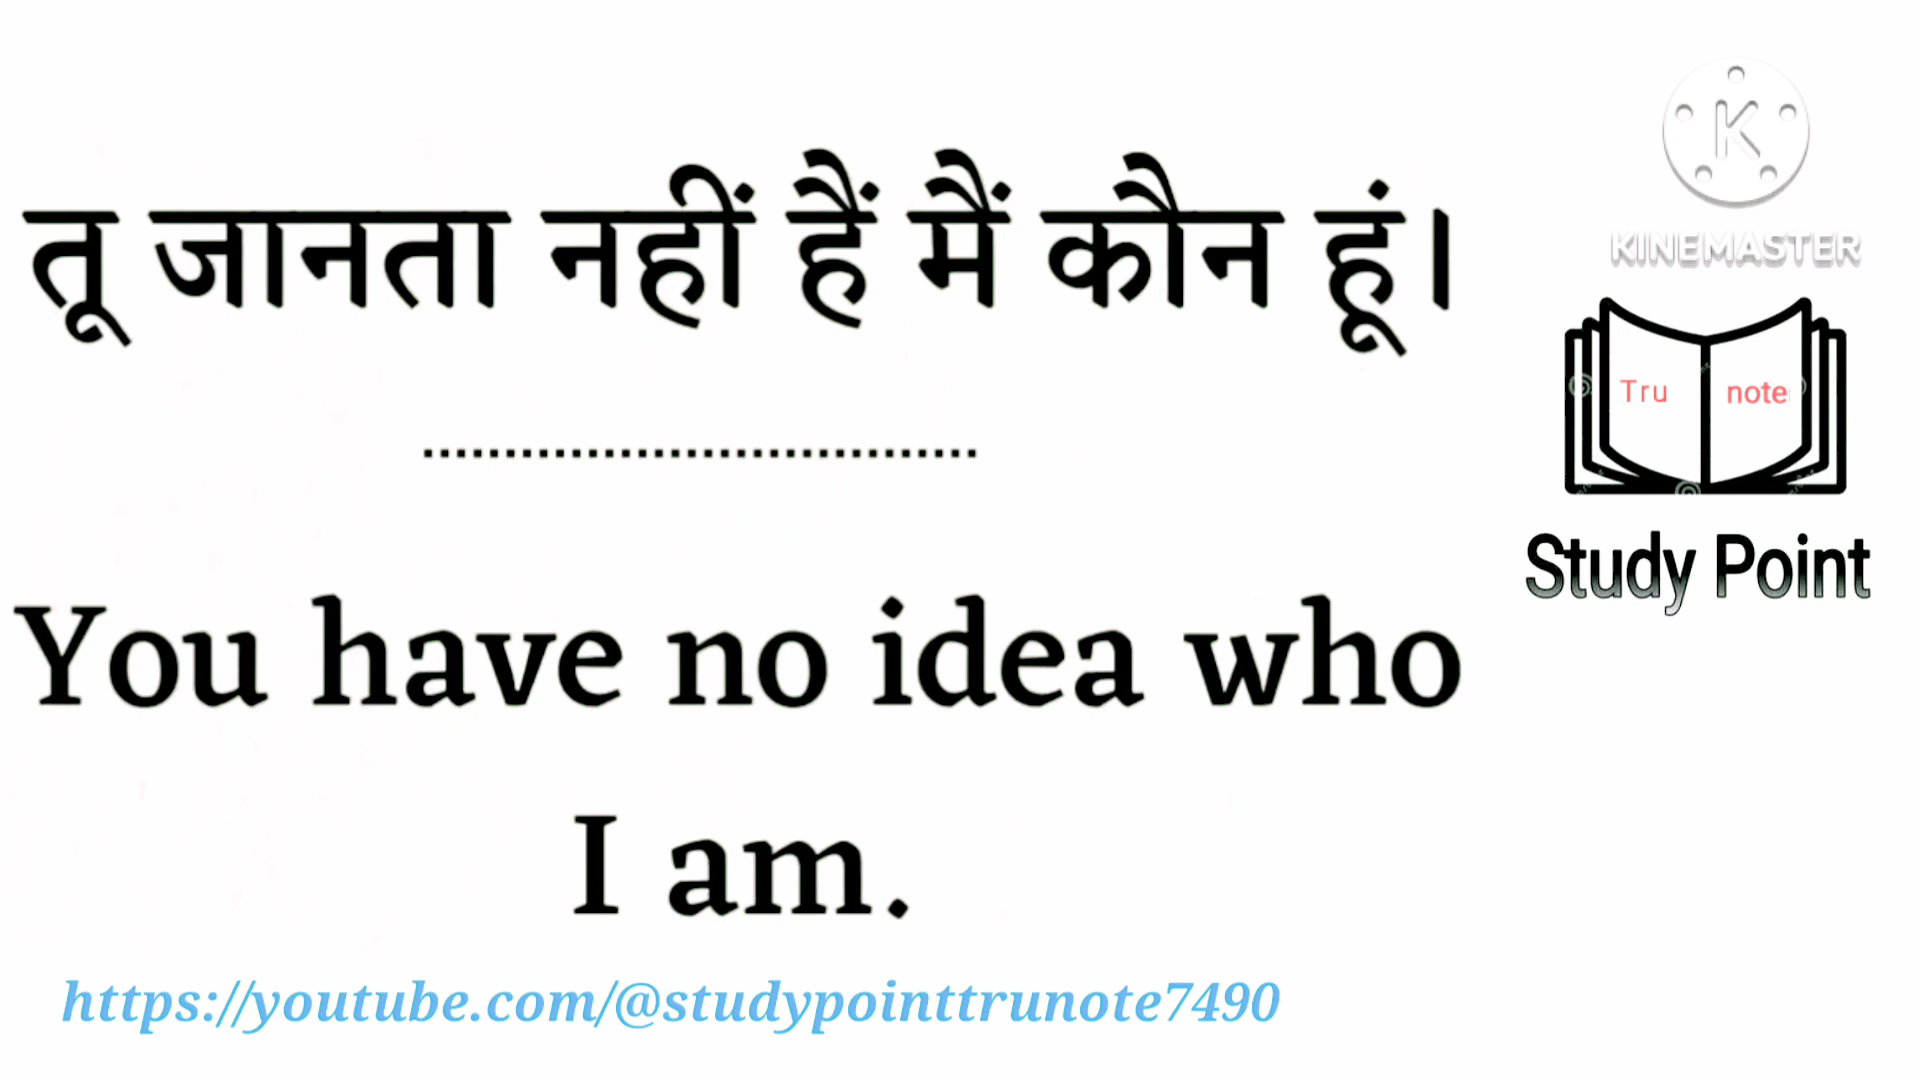 तू जानता नहीं हैं मैं कौन हूं।
.................................
You have no idea who
I am.
https://youtube.com/@studypointtrunote7490
K
KINEMASTER
Tru note
Study Point